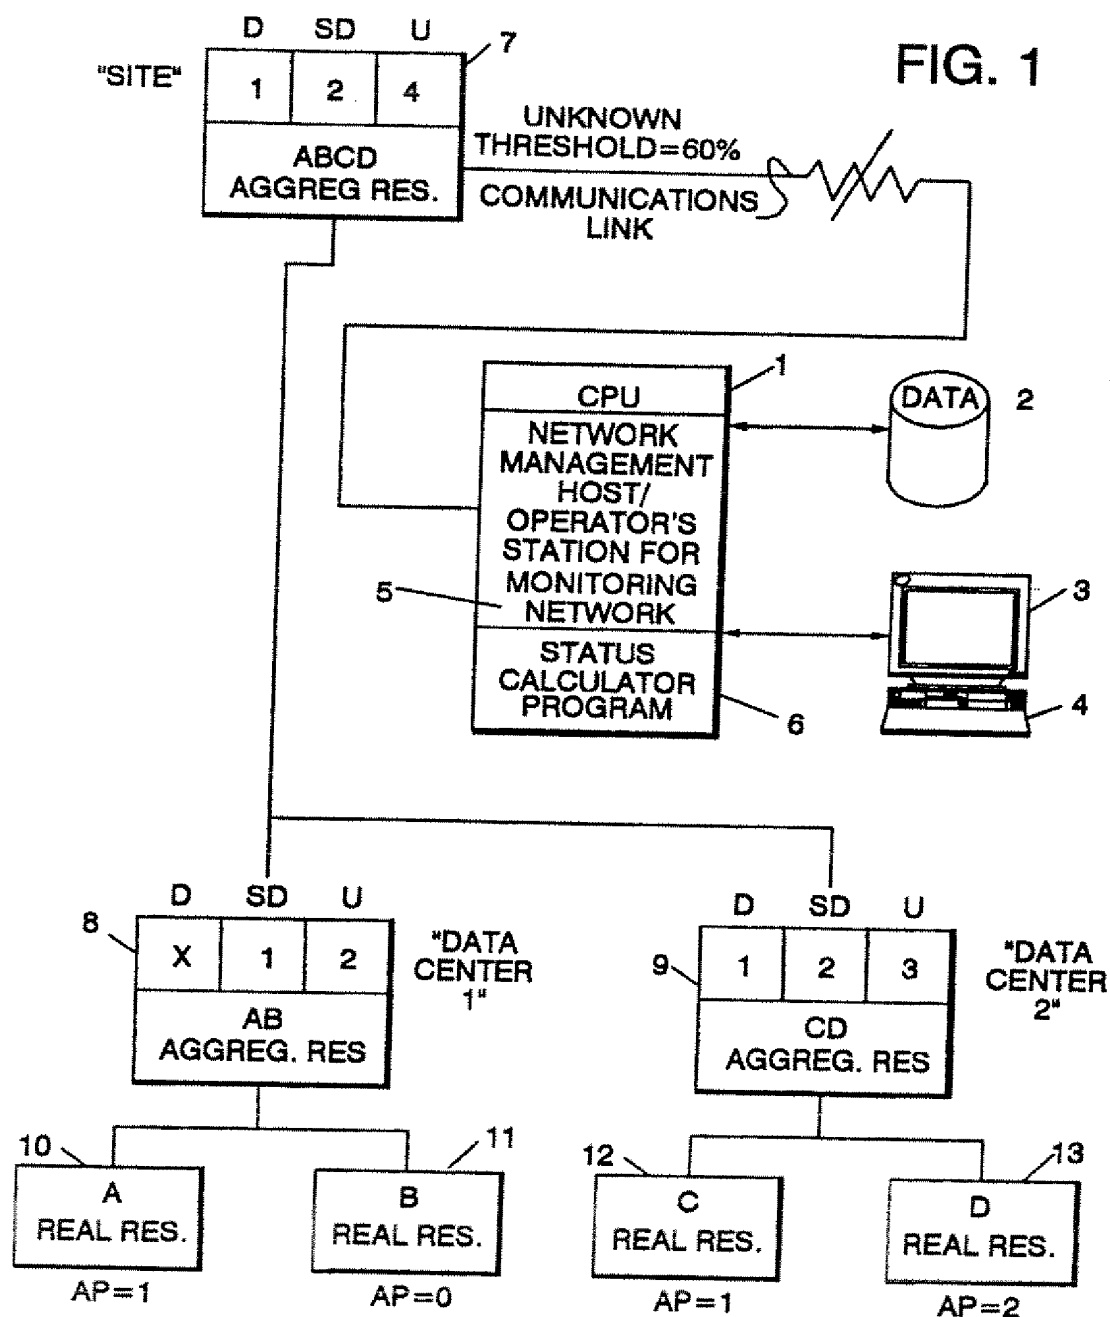 FIG. 1
D SD U
7
"SITE"
1 2 4
ABCD
AGGREG RES.
UNKNOWN
THRESHOLD=60%
COMMUNICATIONS
LINK
1
CPU
NETWORK
MANAGEMENT
HOST/
OPERATOR'S
STATION FOR
MONITORING
NETWORK
5
STATUS
CALCULATOR
PROGRAM
6
DATA
2
3
4
D SD U
8
X 1 2
"DATA
CENTER
1"
AB
AGGREG. RES
D SD U
9
1 2 3
"DATA
CENTER
2"
CD
AGGREG. RES
10
A
REAL RES.
AP=1
11
B
REAL RES.
AP=0
12
C
REAL RES.
AP=1
13
D
REAL RES.
AP=2